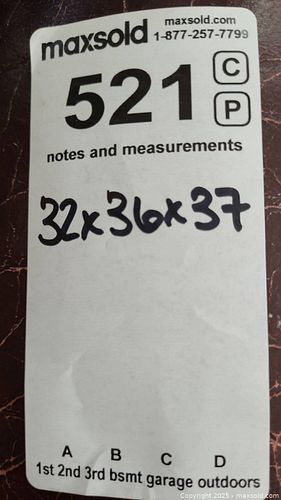 maxsold maxsold.com
1-877-257-7799
521 C
P
notes and measurements
32x36x37
A B C D
1st 2nd 3rd bsmt garage outdoors
Copyright 2025 - maxsold.com